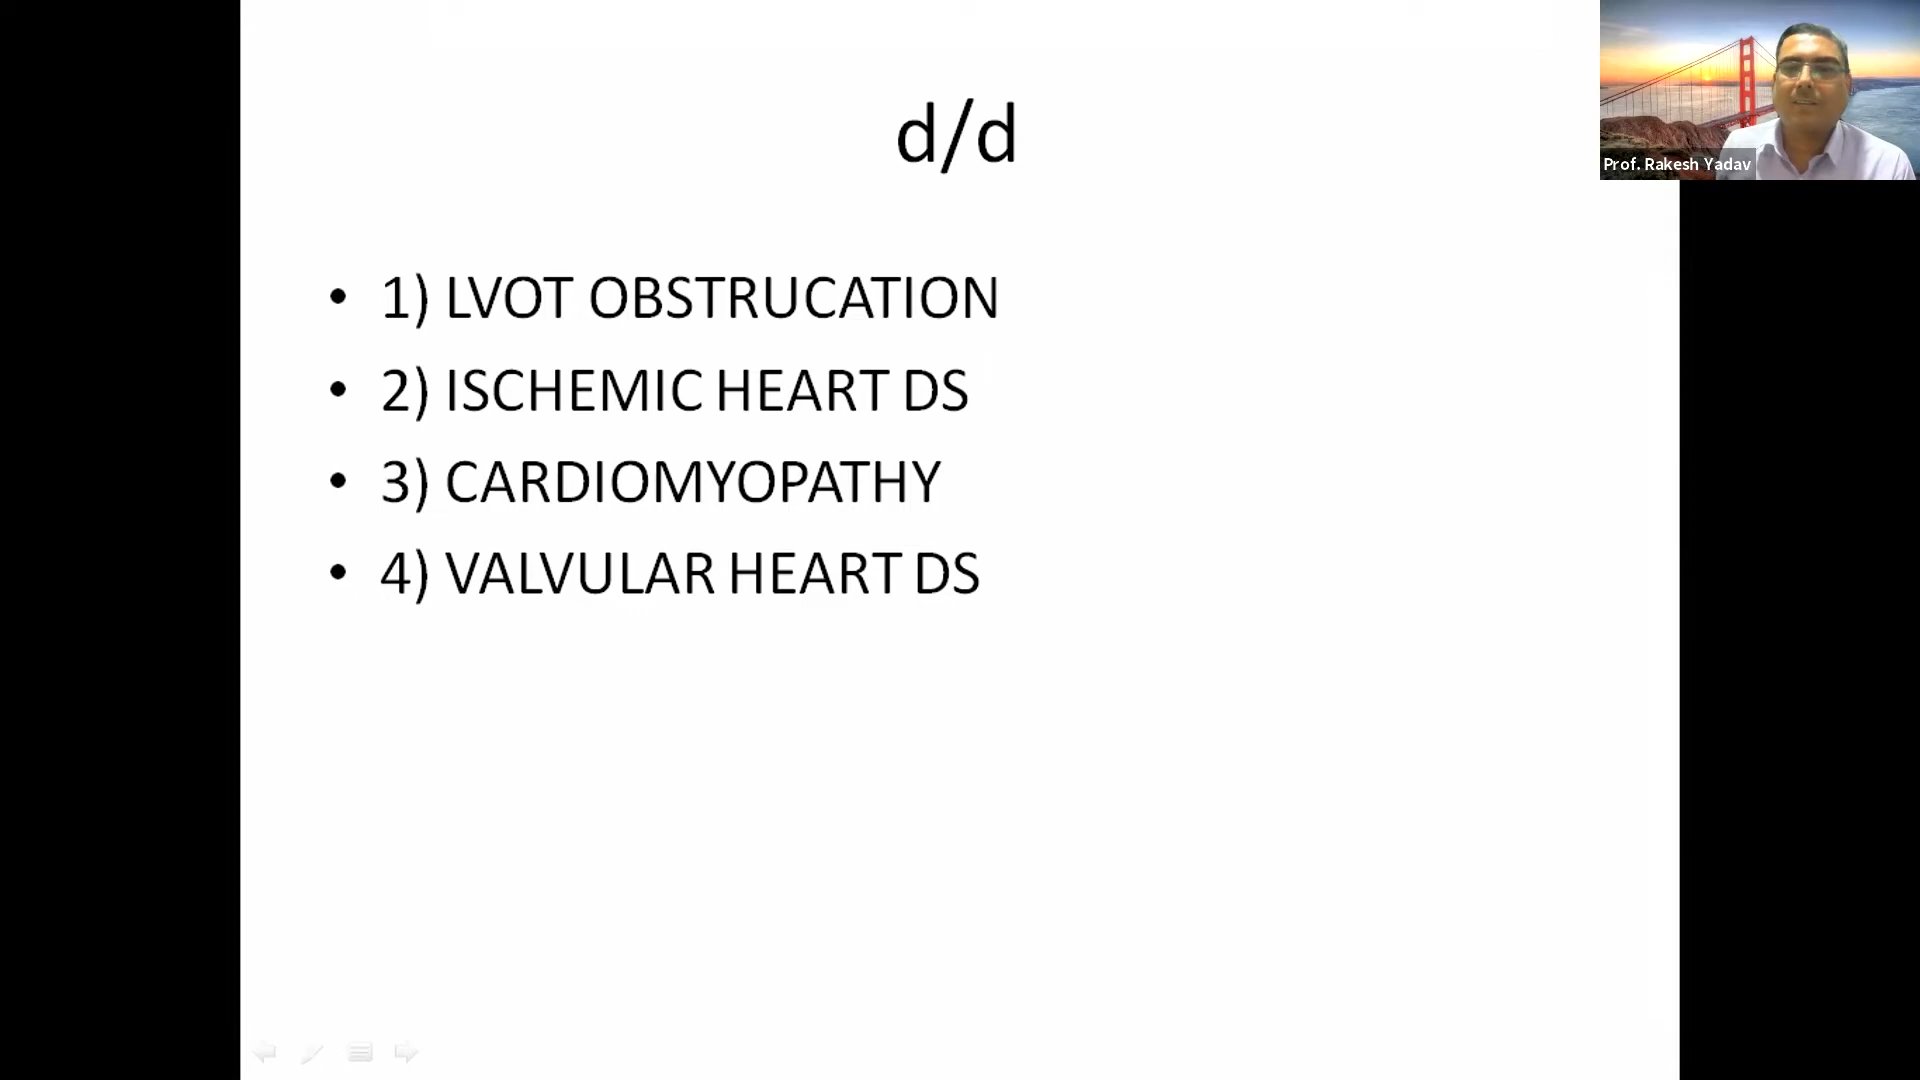 d/d
• 1) LVOT OBSTRUCATION
• 2) ISCHEMIC HEART DS
• 3) CARDIOMYOPATHY
• 4) VALVULAR HEART DS
Prof. Rakesh Yadav